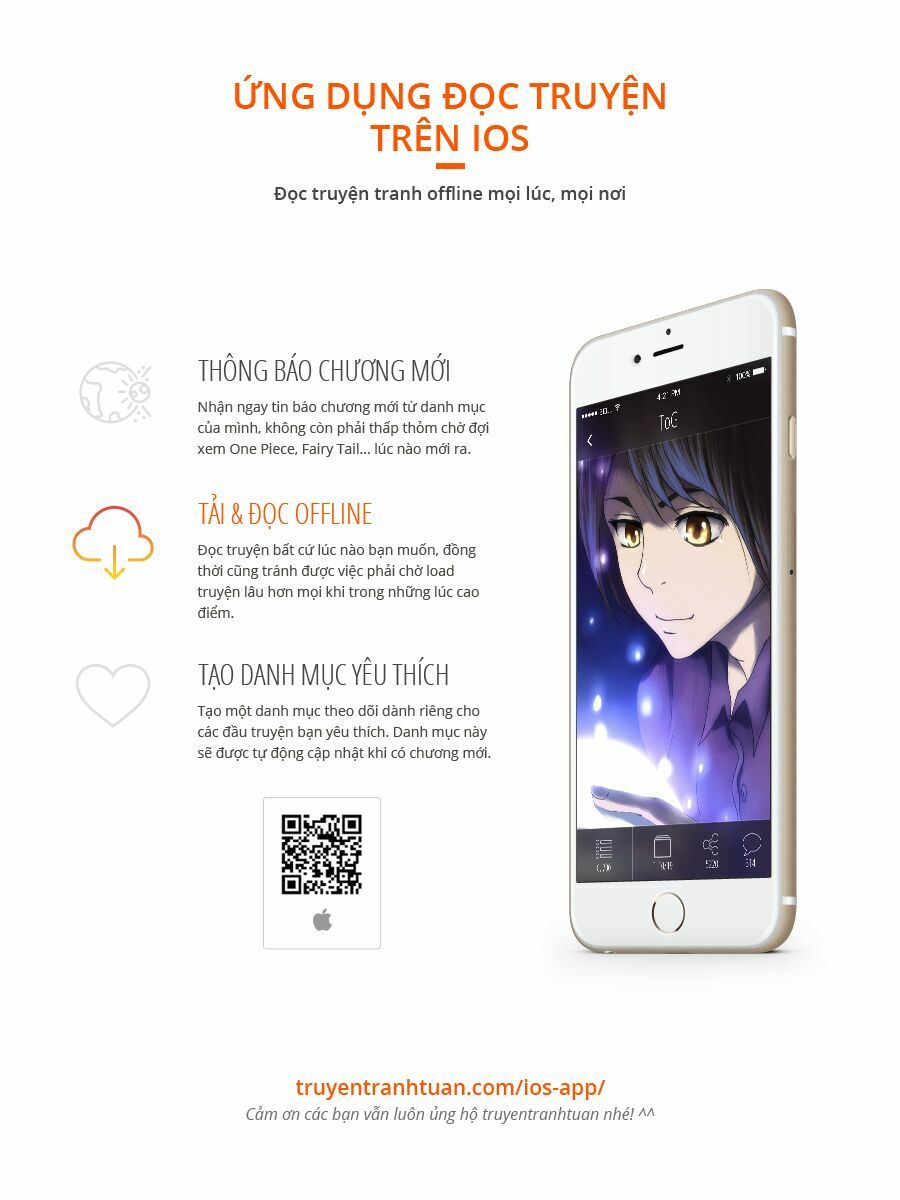 ỨNG DỤNG ĐỌC TRUYỆN
TRÊN IOS
Đọc truyện tranh offline mọi lúc, mọi nơi
THÔNG BÁO CHƯƠNG MỚI
Nhận ngay tin báo chương mới từ danh mục
của mình, không còn phải thấp thỏm chờ đợi
xem One Piece, Fairy Tail... lúc nào mới ra.
TẢI & ĐỌC OFFLINE
Đọc truyện bất cứ lúc nào bạn muốn, đồng
thời cũng tránh được việc phải chờ load
truyện lâu hơn mọi khi trong những lúc cao
điểm.
TẠO DANH MỤC YÊU THÍCH
Tạo một danh mục theo dõi dành riêng cho
các đầu truyện bạn yêu thích. Danh mục này
sẽ được tự động cập nhật khi có chương mới.
4:21 PM
100%
ToG
truyentranhtuan.com/ios-app/
Cảm ơn các bạn vẫn luôn ủng hộ truyentranhtuan nhé! ^^